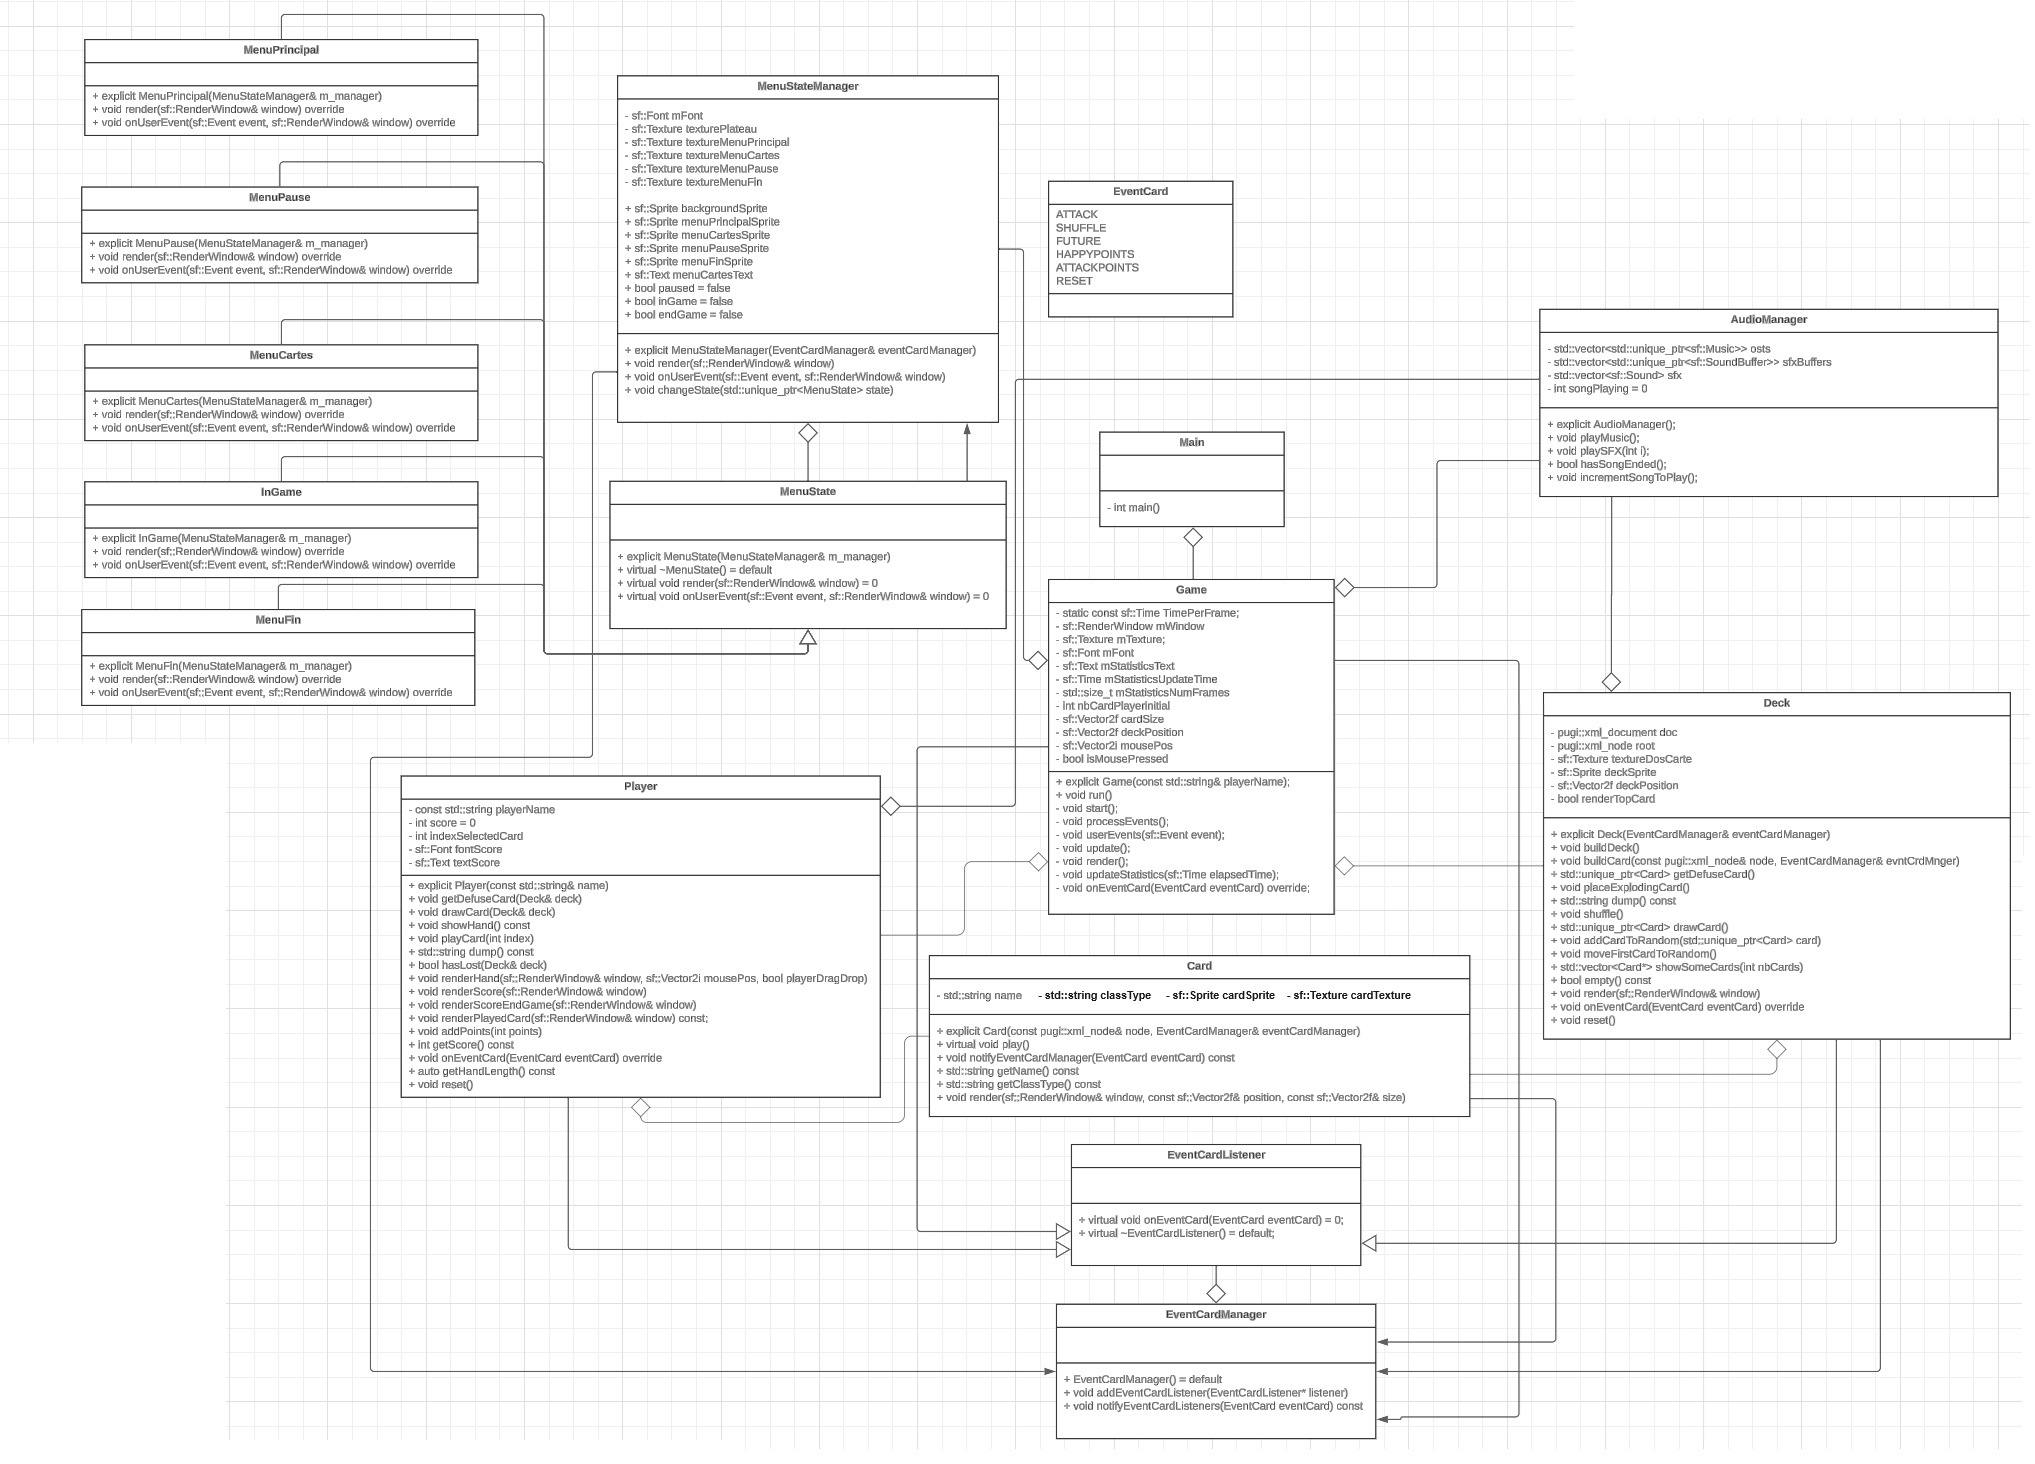 MenuPrincipal
+ explicit MenuPrincipal(MenuStateManager& m_manager)
+ void render(sf::RenderWindow& window) override
+ void onUserEvent(sf::Event event, sf::RenderWindow& window) override
MenuPause
+ explicit MenuPause(MenuStateManager& m_manager)
+ void render(sf::RenderWindow& window) override
+ void onUserEvent(sf::Event event, sf::RenderWindow& window) override
MenuCartes
+ explicit MenuCartes(MenuStateManager& m_manager)
+ void render(sf::RenderWindow& window) override
+ void onUserEvent(sf::Event event, sf::RenderWindow& window) override
InGame
+ explicit InGame(MenuStateManager& m_manager)
+ void render(sf::RenderWindow& window) override
+ void onUserEvent(sf::Event event, sf::RenderWindow& window) override
MenuFin
+ explicit MenuFin(MenuStateManager& m_manager)
+ void render(sf::RenderWindow& window) override
+ void onUserEvent(sf::Event event, sf::RenderWindow& window) override
MenuStateManager
- sf::Font mFont
- sf::Texture texturePlateau
- sf::Texture textureMenuPrincipal
- sf::Texture textureMenuCartes
- sf::Texture textureMenuPause
- sf::Texture textureMenuFin
+ sf::Sprite backgroundSprite
+ sf::Sprite menuPrincipalSprite
+ sf::Sprite menuCartesSprite
+ sf::Sprite menuPauseSprite
+ sf::Sprite menuFinSprite
+ sf::Text menuCartesText
+ bool paused = false
+ bool inGame = false
+ bool endGame = false
+ explicit MenuStateManager(EventCardManager& eventCardManager)
+ void render(sf::RenderWindow& window)
+ void onUserEvent(sf::Event event, sf::RenderWindow& window)
+ void changeState(std::unique_ptr<MenuState> state)
MenuState
+ explicit MenuState(MenuStateManager& m_manager)
+ virtual ~MenuState() = default
+ virtual void render(sf::RenderWindow& window) = 0
+ virtual void onUserEvent(sf::Event event, sf::RenderWindow& window) = 0
EventCard
ATTACK
SHUFFLE
FUTURE
HAPPYPOINTS
ATTACKPOINTS
RESET
Main
- int main()
AudioManager
- std::vector<std::unique_ptr<sf::Music>> osts
- std::vector<std::unique_ptr<sf::SoundBuffer>> sfxBuffers
- std::vector<sf::Sound> sfx
- int songPlaying = 0
+ explicit AudioManager();
+ void playMusic();
+ void playSFX(int i);
+ bool hasSongEnded();
+ void incrementSongToPlay();
Game
- static const sf::Time TimePerFrame;
- sf::RenderWindow mWindow
- sf::Texture mTexture;
- sf::Font mFont
- sf::Text mStatisticsText
- sf::Time mStatisticsUpdateTime
- std::size_t mStatisticsNumFrames
- int nbCardPlayerinitial
- sf::Vector2f cardSize
- sf::Vector2f deckPosition
- sf::Vector2i mousePos
- bool isMousePressed
+ explicit Game(const std::string& playerName);
+ void run()
- void start();
- void processEvents();
- void userEvents(sf::Event event);
- void update();
- void render();
- void updateStatistics(sf::Time elapsedTime);
- void onEventCard(EventCard eventCard) override;
Deck
- pugi::xml_document doc
- pugi::xml_node root
- sf::Texture textureDosCarte
- sf::Sprite deckSprite
- sf::Vector2f deckPosition
- bool renderTopCard
+ explicit Deck(EventCardManager& eventCardManager)
+ void buildDeck()
+ void buildCard(const pugi::xml_node& node, EventCardManager& evntCrdMnger)
+ std::unique_ptr<Card> getDefuseCard()
+ void placeExplodingCard()
+ std::string dump() const
+ void shuffle()
+ std::unique_ptr<Card> drawCard()
+ void addCardToRandom(std::unique_ptr<Card> card)
+ void moveFirstCardToRandom()
+ std::vector<Card*> showSomeCards(int nbCards)
+ bool empty() const
+ void render(sf::RenderWindow& window)
+ void onEventCard(EventCard eventCard) override
+ void reset()
Player
- const std::string playerName
- int score = 0
- int indexSelectedCard
- sf::Font fontScore
- sf::Text textScore
+ explicit Player(const std::string& name)
+ void getDefuseCard(Deck& deck)
+ void drawCard(Deck& deck)
+ void showHand() const
+ void playCard(int index)
+ std::string dump() const
+ bool hasLost(Deck& deck)
+ void renderHand(sf::RenderWindow& window, sf::Vector2i mousePos, bool playerDragDrop)
+ void renderScore(sf::RenderWindow& window)
+ void renderScoreEndGame(sf::RenderWindow& window)
+ void renderPlayedCard(sf::RenderWindow& window) const;
+ void addPoints(int points)
+ int getScore() const
+ void onEventCard(EventCard eventCard) override
+ auto getHandLength() const
+ void reset()
Card
- std::string name - std::string classType - sf::Sprite cardSprite - sf::Texture cardTexture
+ explicit Card(const pugi::xml_node& node, EventCardManager& eventCardManager)
+ virtual void play()
+ void notifyEventCardManager(EventCard eventCard) const
+ std::string getName() const
+ std::string getClassType() const
+ void render(sf::RenderWindow& window, const sf::Vector2f& position, const sf::Vector2f& size)
EventCardListener
+ virtual void onEventCard(EventCard eventCard) = 0;
+ virtual ~EventCardListener() = default;
EventCardManager
+ EventCardManager() = default
+ void addEventCardListener(EventCardListener* listener)
+ void notifyEventCardListeners(EventCard eventCard) const